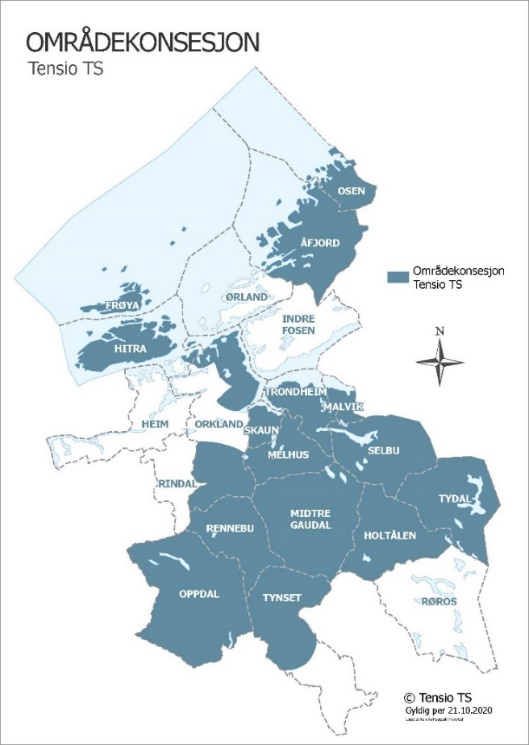 OMRÅDEKONSESJON
Tensio TS
OSEN
ÅFJORD
Områdekonsesjon
Tensio TS
ØRLAND
FRØYA
INDRE
FOSEN
N
HITRA
TRONDHEIM
MALVIK
HEIM
ORKLAND
SKAUN
MELHUS
SELBU
RINDAL
TYDAL
MIDTRE
GAUDAL
RENNEBU
HOLTÅLEN
OPPDAL
TYNSET
RØROS
© Tensio TS
Gyldig per 21.10.2020